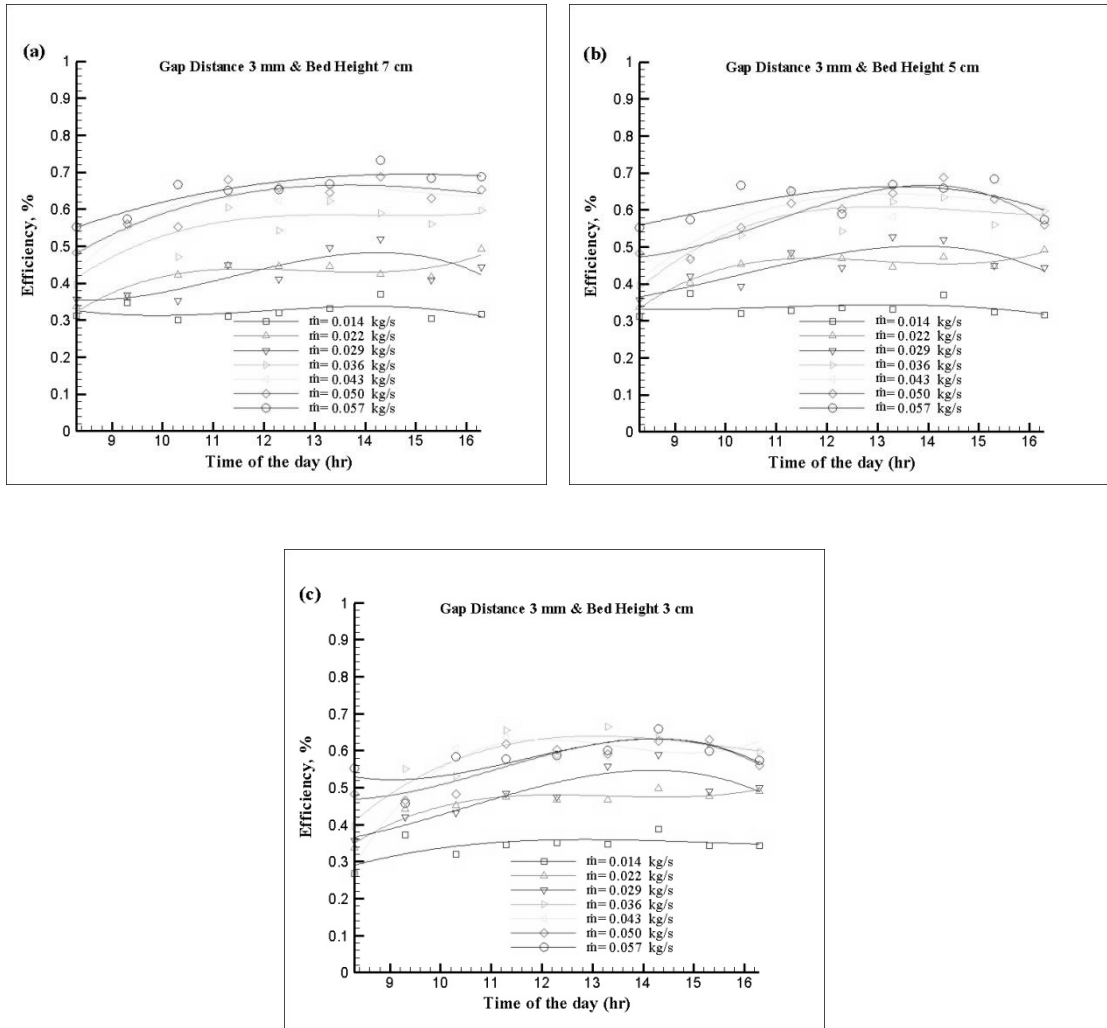 (a)
Gap Distance 3 mm & Bed Height 7 cm
1
0.9
0.8
0.7
0.6
0.5
0.4
0.3
0.2
0.1
0
Efficiency, %
ṁ= 0.014 kg/s
ṁ= 0.022 kg/s
ṁ= 0.029 kg/s
ṁ= 0.036 kg/s
ṁ= 0.043 kg/s
ṁ= 0.050 kg/s
ṁ= 0.057 kg/s
9 10 11 12 13 14 15 16
Time of the day (hr)
(b)
Gap Distance 3 mm & Bed Height 5 cm
1
0.9
0.8
0.7
0.6
0.5
0.4
0.3
0.2
0.1
0
Efficiency, %
ṁ= 0.014 kg/s
ṁ= 0.022 kg/s
ṁ= 0.029 kg/s
ṁ= 0.036 kg/s
ṁ= 0.043 kg/s
ṁ= 0.050 kg/s
ṁ= 0.057 kg/s
9 10 11 12 13 14 15 16
Time of the day (hr)
(c)
Gap Distance 3 mm & Bed Height 3 cm
1
0.9
0.8
0.7
0.6
0.5
0.4
0.3
0.2
0.1
0
Efficiency, %
ṁ= 0.014 kg/s
ṁ= 0.022 kg/s
ṁ= 0.029 kg/s
ṁ= 0.036 kg/s
ṁ= 0.043 kg/s
ṁ= 0.050 kg/s
ṁ= 0.057 kg/s
9 10 11 12 13 14 15 16
Time of the day (hr)